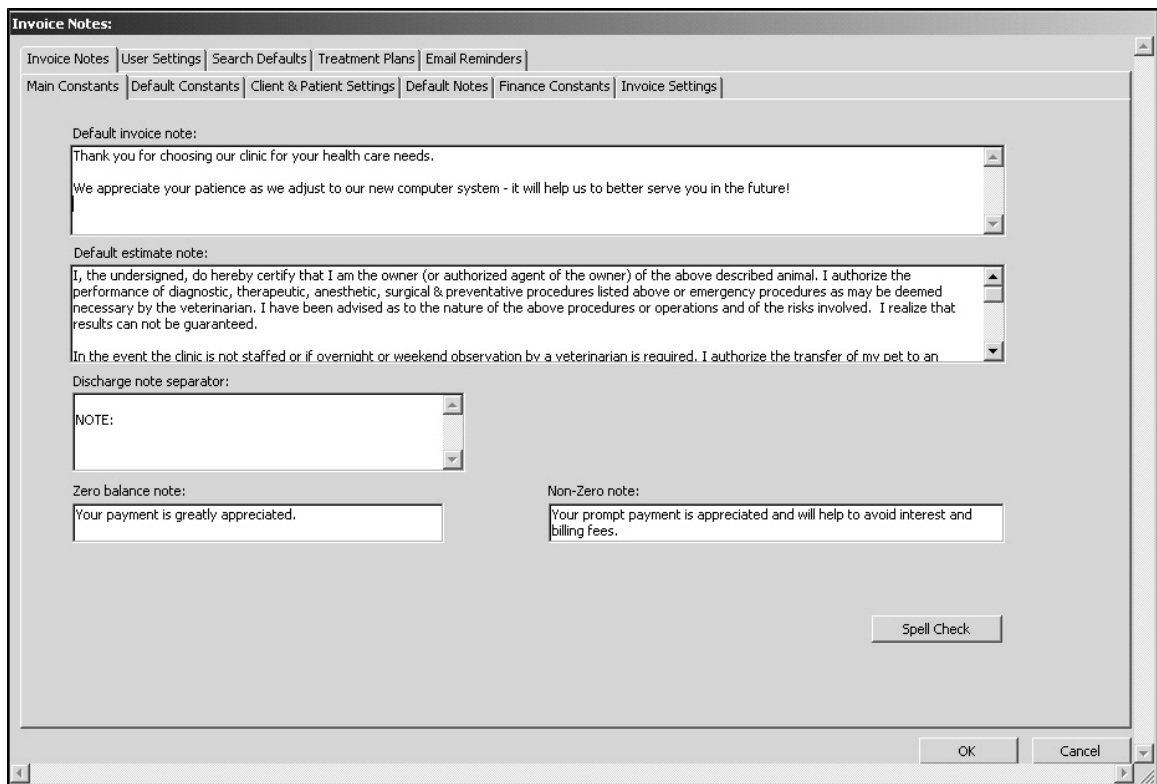 Invoice Notes:
Invoice Notes User Settings Search Defaults Treatment Plans Email Reminders
Main Constants Default Constants Client & Patient Settings Default Notes Finance Constants Invoice Settings
Default invoice note:
Thank you for choosing our clinic for your health care needs.
We appreciate your patience as we adjust to our new computer system - it will help us to better serve you in the future!
Default estimate note:
I, the undersigned, do hereby certify that I am the owner (or authorized agent of the owner) of the above described animal. I authorize the
performance of diagnostic, therapeutic, anesthetic, surgical & preventative procedures listed above or emergency procedures as may be deemed
necessary by the veterinarian. I have been advised as to the nature of the above procedures or operations and of the risks involved.  I realize that
results can not be guaranteed.
In the event the clinic is not staffed or if overnight or weekend observation by a veterinarian is required, I authorize the transfer of my pet to an
Discharge note separator:
NOTE:
Zero balance note:
Your payment is greatly appreciated.
Non-Zero note:
Your prompt payment is appreciated and will help to avoid interest and
billing fees.
Spell Check
OK Cancel